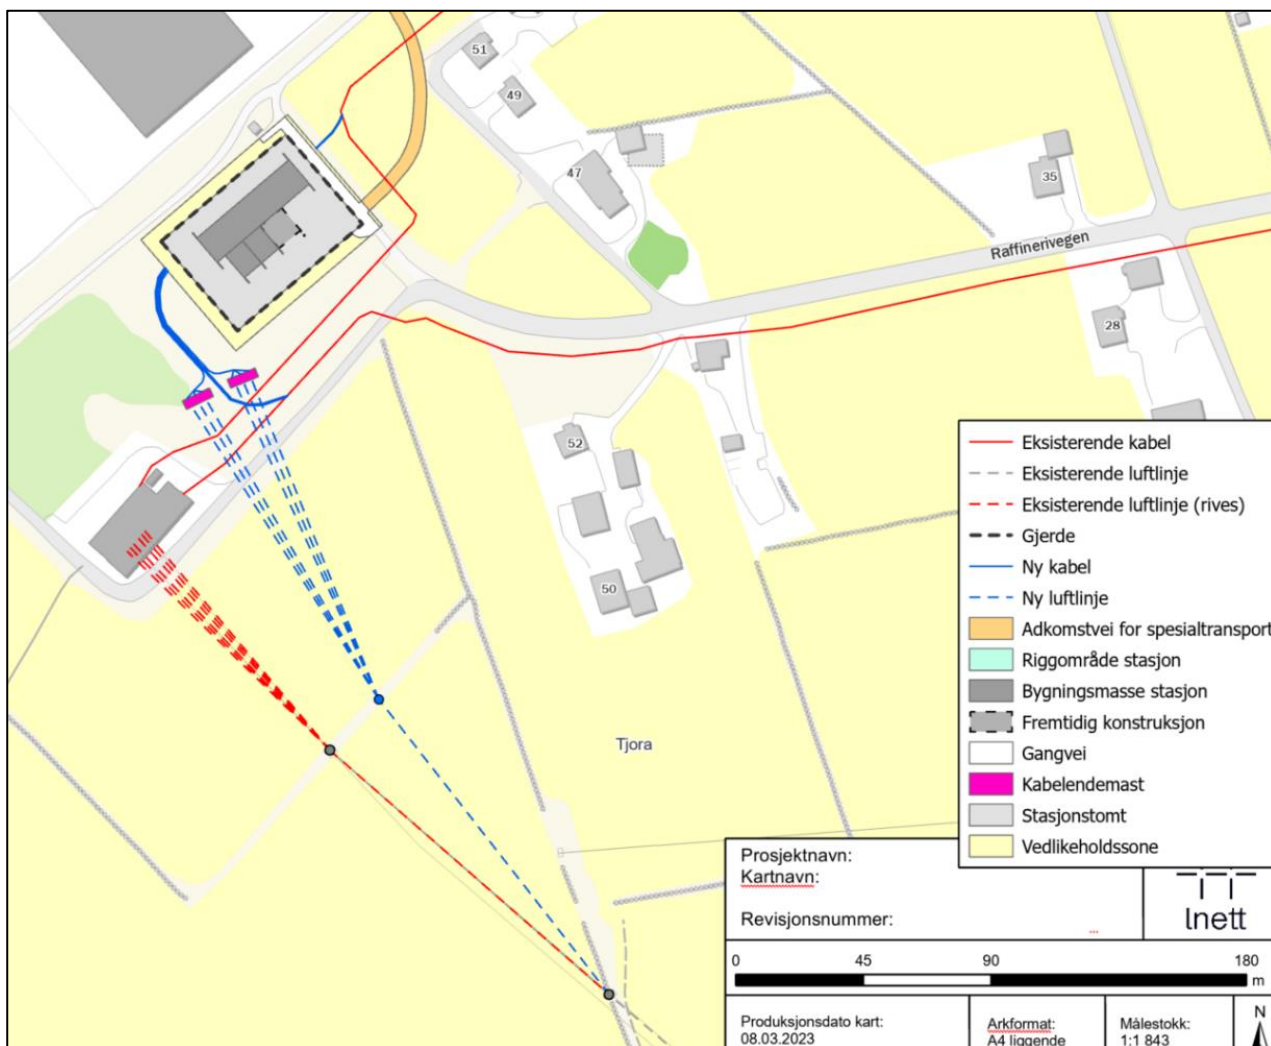 51
49
47
35
Raffinerivegen
28
52
50
Tjora
Eksisterende kabel
Eksisterende luftlinje
Eksisterende luftlinje (rives)
Gjerde
Ny kabel
Ny luftlinje
Adkomstvei for spesialtransport
Riggområde stasjon
Bygningsmasse stasjon
Fremtidig konstruksjon
Gangvei
Kabelendemast
Stasjonstomt
Vedlikeholdssone
Prosjektnavn:
Kartnavn:
Revisjonsnummer:
...
lnett
0 45 90 180
m
Produksjonsdato kart:
08.03.2023
Arkformat:
A4 liggende
Målestokk:
1:1 843
N